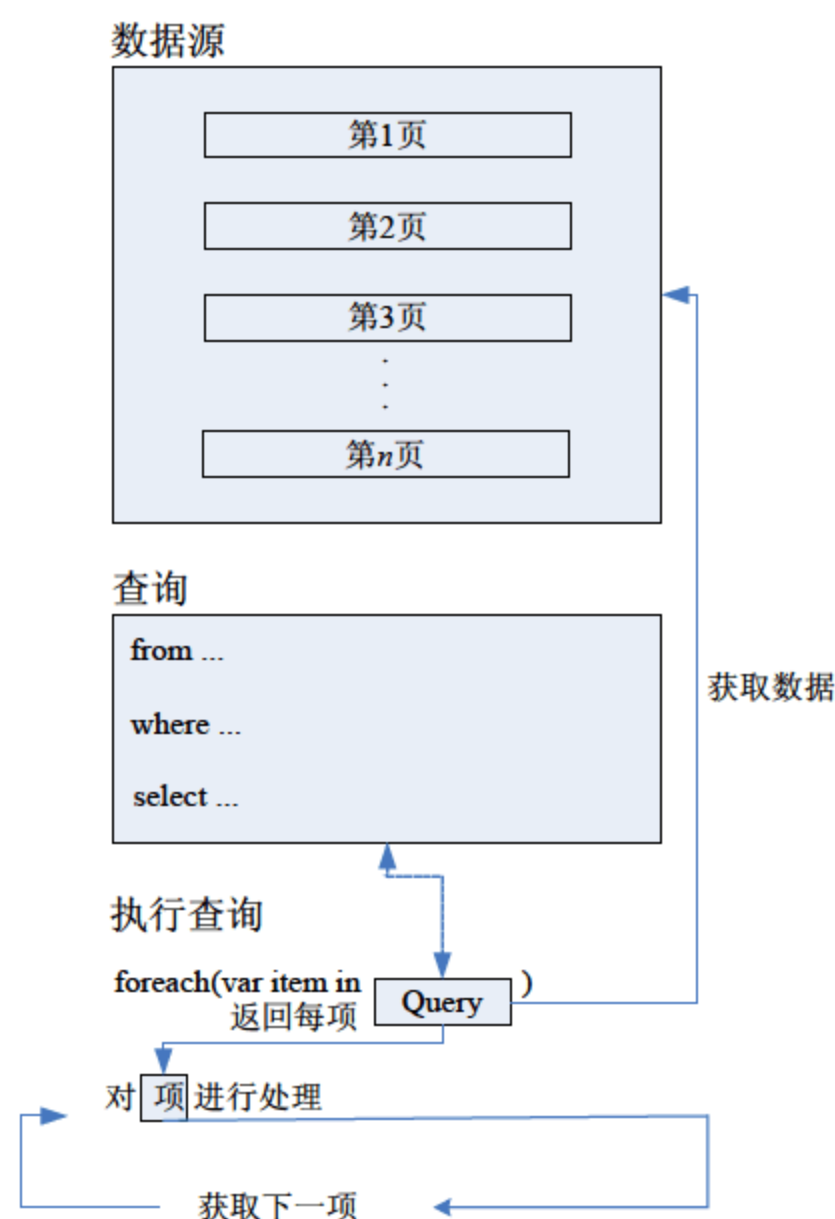 数据源
第1页
第2页
第3页
.
.
.
第n页
查询
from ...
where ...
select ...
获取数据
执行查询
foreach(var item in Query )
返回每项
对 项 进行处理
获取下一项